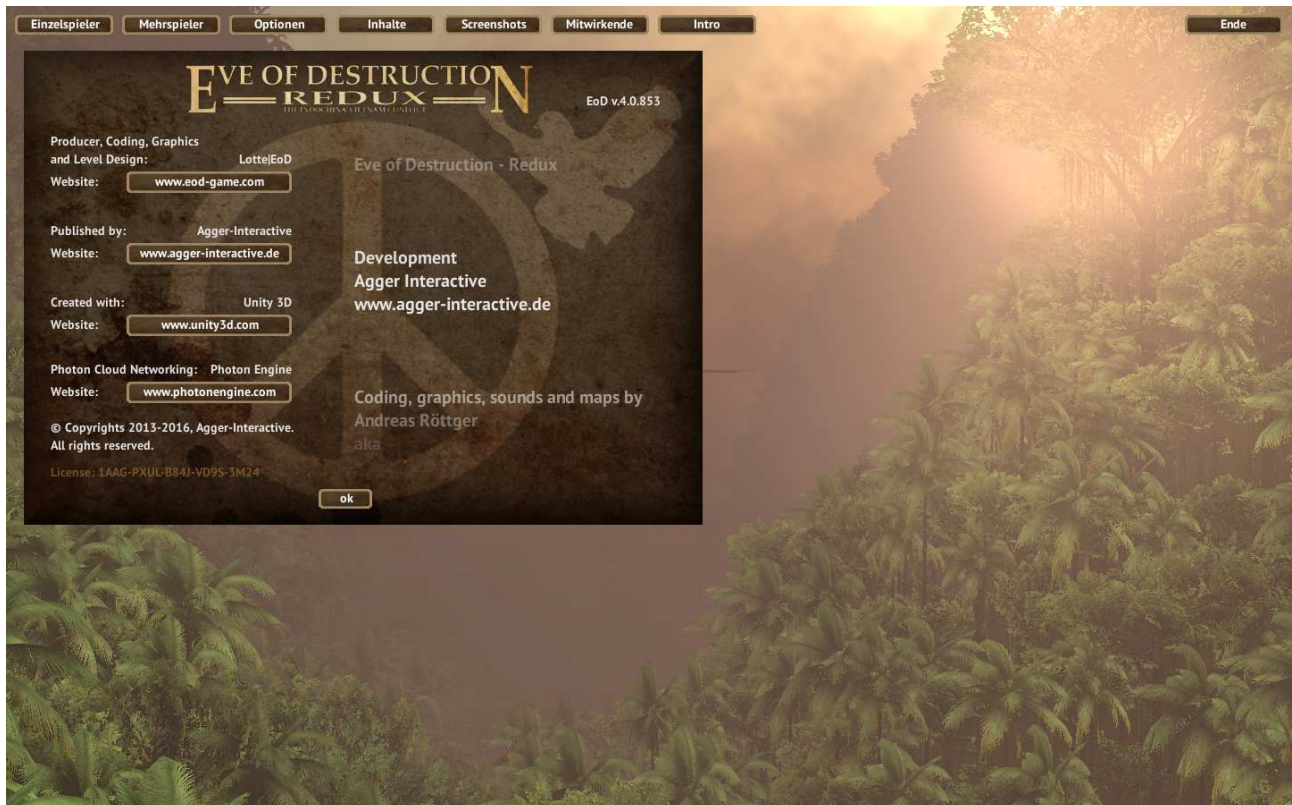 Einzelspieler
Mehrspieler
Optionen
Inhalte
Screenshots
Mitwirkende
Intro
Ende
EVE OF DESTRUCTION
REDUX
THE INDOCHINA VIETNAM CONFLICT
EoD v.4.0.853
Producer, Coding, Graphics
and Level Design: Lotte|EoD
Website: www.eod-game.com
Published by: Agger-Interactive
Website: www.agger-interactive.de
Created with: Unity 3D
Website: www.unity3d.com
Photon Cloud Networking: Photon Engine
Website: www.photonengine.com
© Copyrights 2013-2016, Agger-Interactive.
All rights reserved.
License: 1AAG-PXUL-B84J-VD9S-3M24
Eve of Destruction - Redux
Development
Agger Interactive
www.agger-interactive.de
Coding, graphics, sounds and maps by
Andreas Röttger
aka
ok